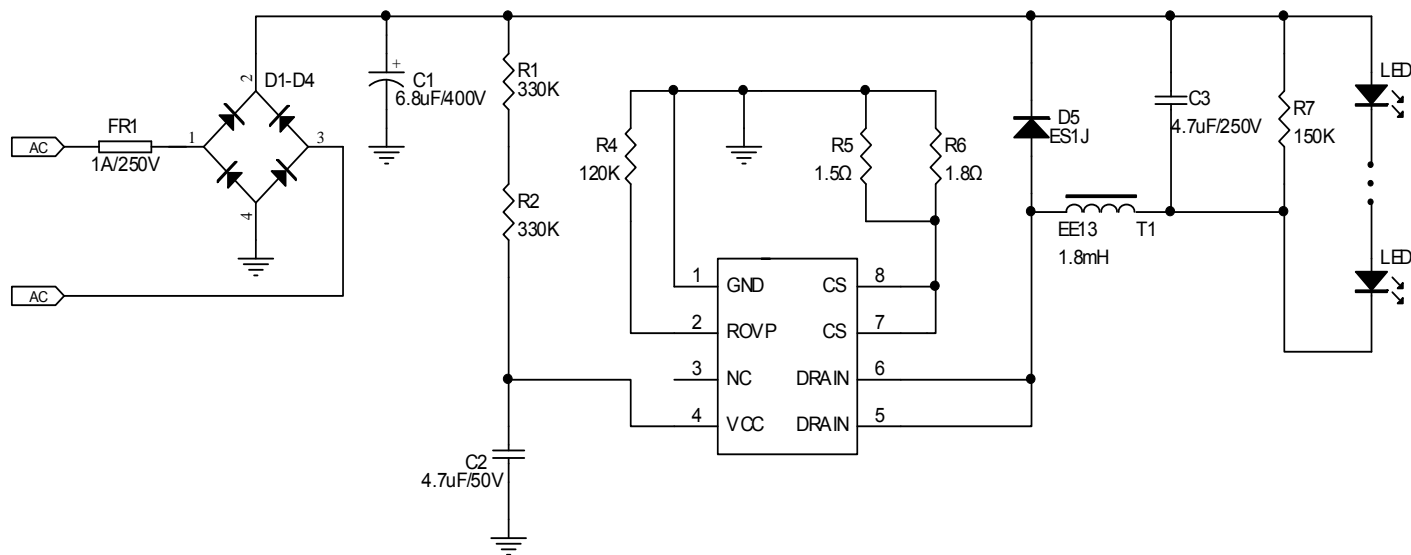 AC
FR1
1A/250V
AC
1
2
3
4
D1-D4
+
C1
6.8uF/400V
R1
330K
R2
330K
C2
4.7uF/50V
R4
120K
R5
1.5Ω
R6
1.8Ω
1 GND CS 8
2 ROVP CS 7
3 NC DRAIN 6
4 VCC DRAIN 5
D5
ES1J
EE13 T1
1.8mH
C3
4.7uF/250V
R7
150K
LED
LED